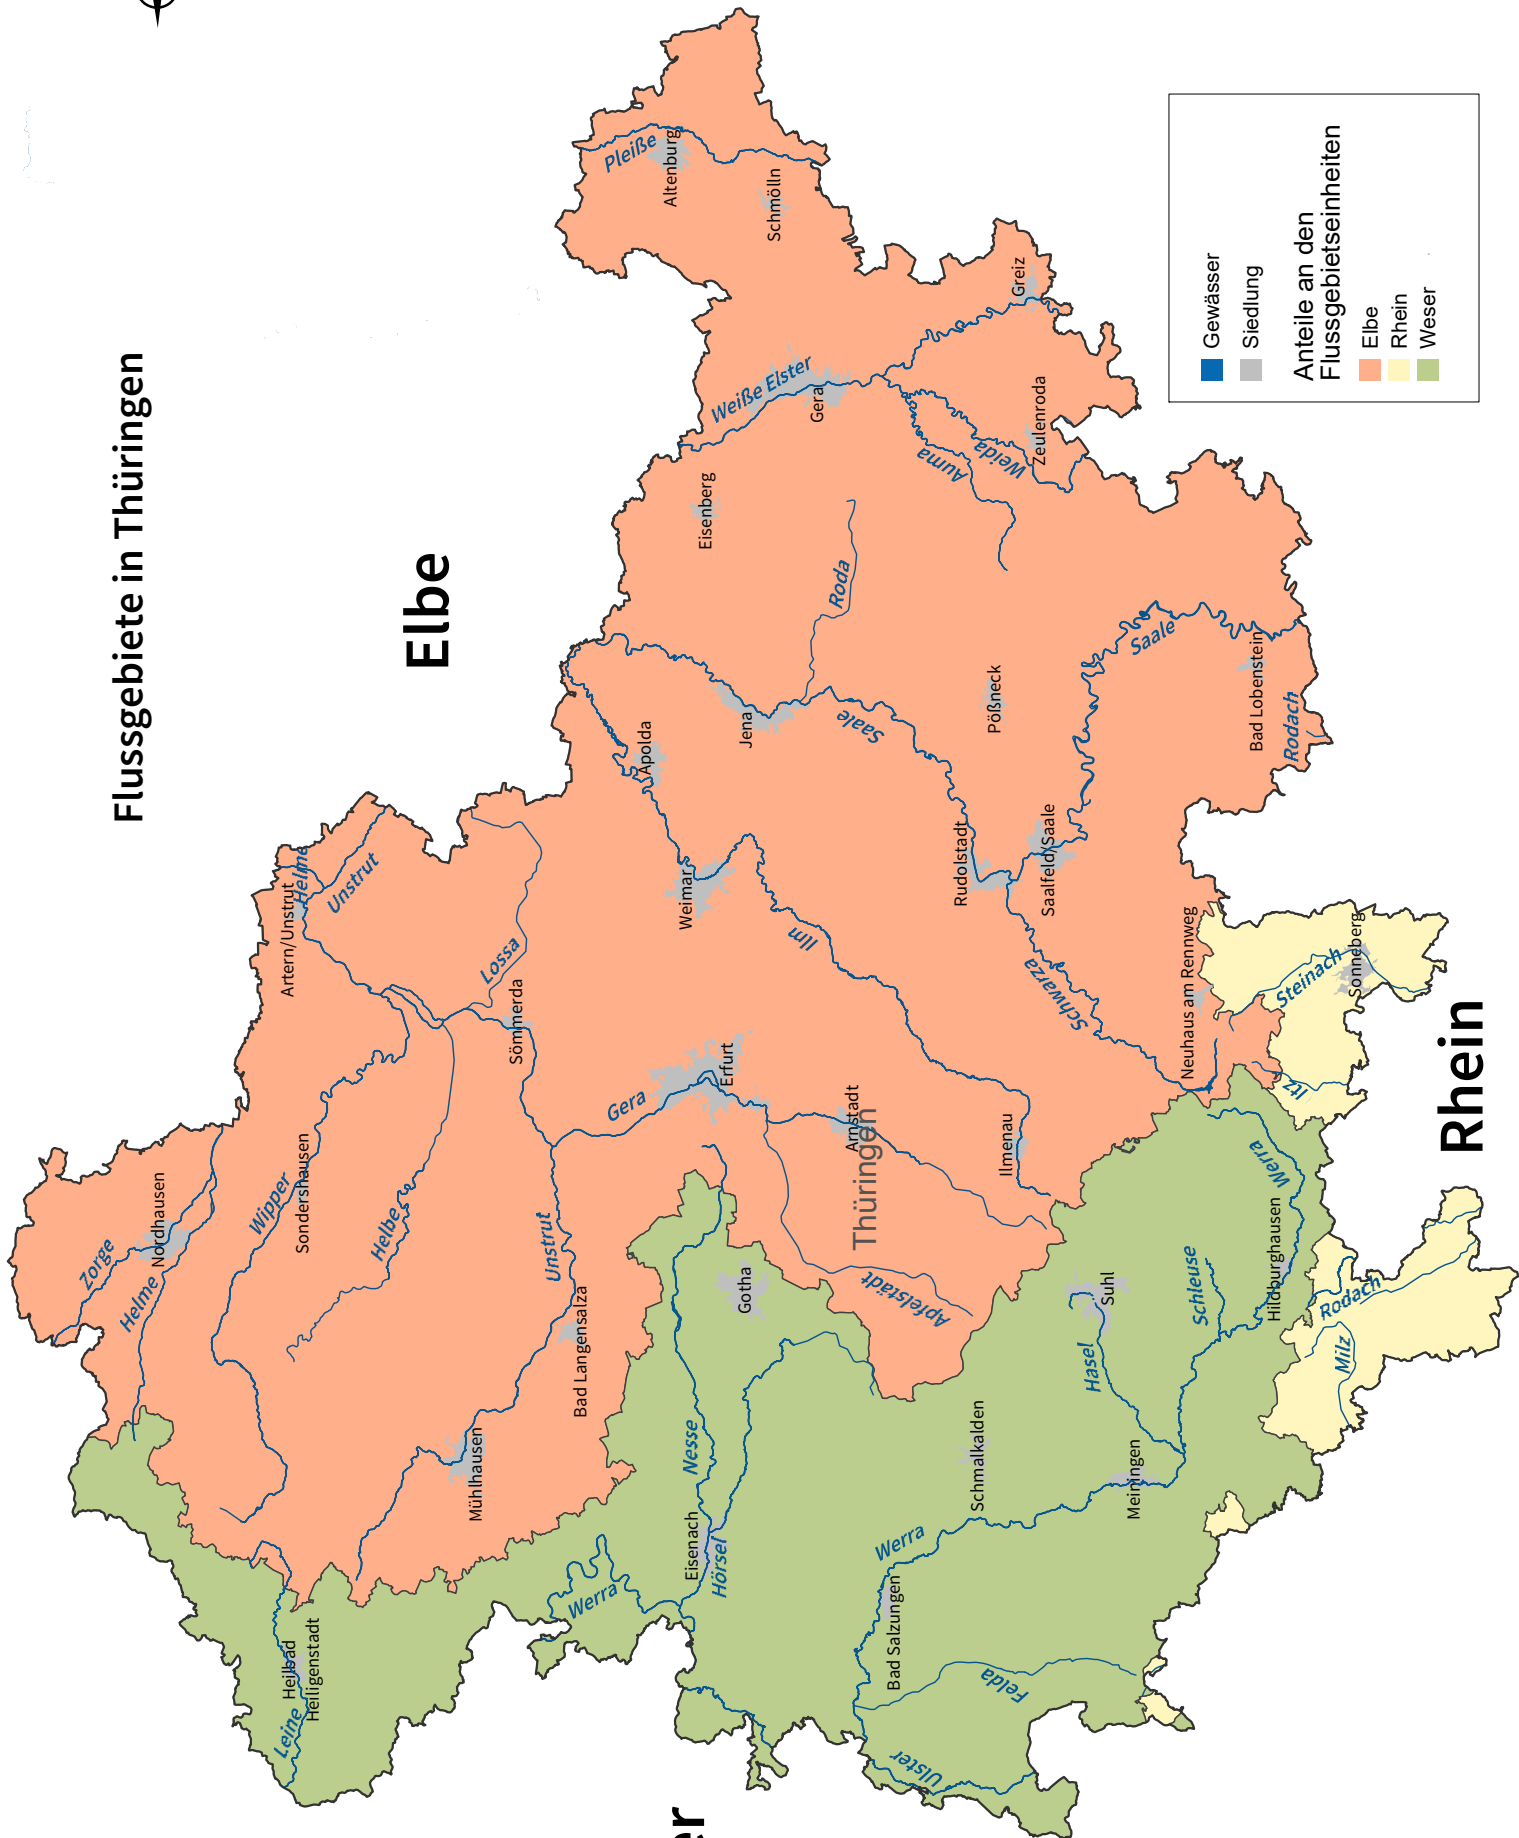 Flussgebiete in Thüringen
Elbe
Rhein
er
Thüringen
Zorge
Nordhausen
Helme
Wipper
Sondershausen
Helbe
Artern/Unstrut
Helme
Unstrut
Lossa
Sömmerda
Unstrut
Bad Langensalza
Mühlhausen
Heilbad
Heiligenstadt
Leine
Gera
Erfurt
Arnstadt
Ilmenau
Apfelstädt
Gotha
Nesse
Eisenach
Hörsel
Werra
Weimar
Apolda
Ilm
Jena
Saale
Roda
Eisenberg
Weiße Elster
Gera
Pleiße
Altenburg
Schmölln
Greiz
Zeulenroda
Weida
Auma
Pößneck
Rudolstadt
Saalfeld/Saale
Schwarza
Saale
Bad Lobenstein
Rodach
Neuhaus am Rennweg
Steinach
Sonneberg
Itz
Werra
Hildburghausen
Schleuse
Suhl
Hasel
Schmalkalden
Meiningen
Werra
Bad Salzungen
Felda
Ulster
Rodach
Milz
Gewässer
Siedlung
Anteile an den
Flussgebietseinheiten
Elbe
Rhein
Weser